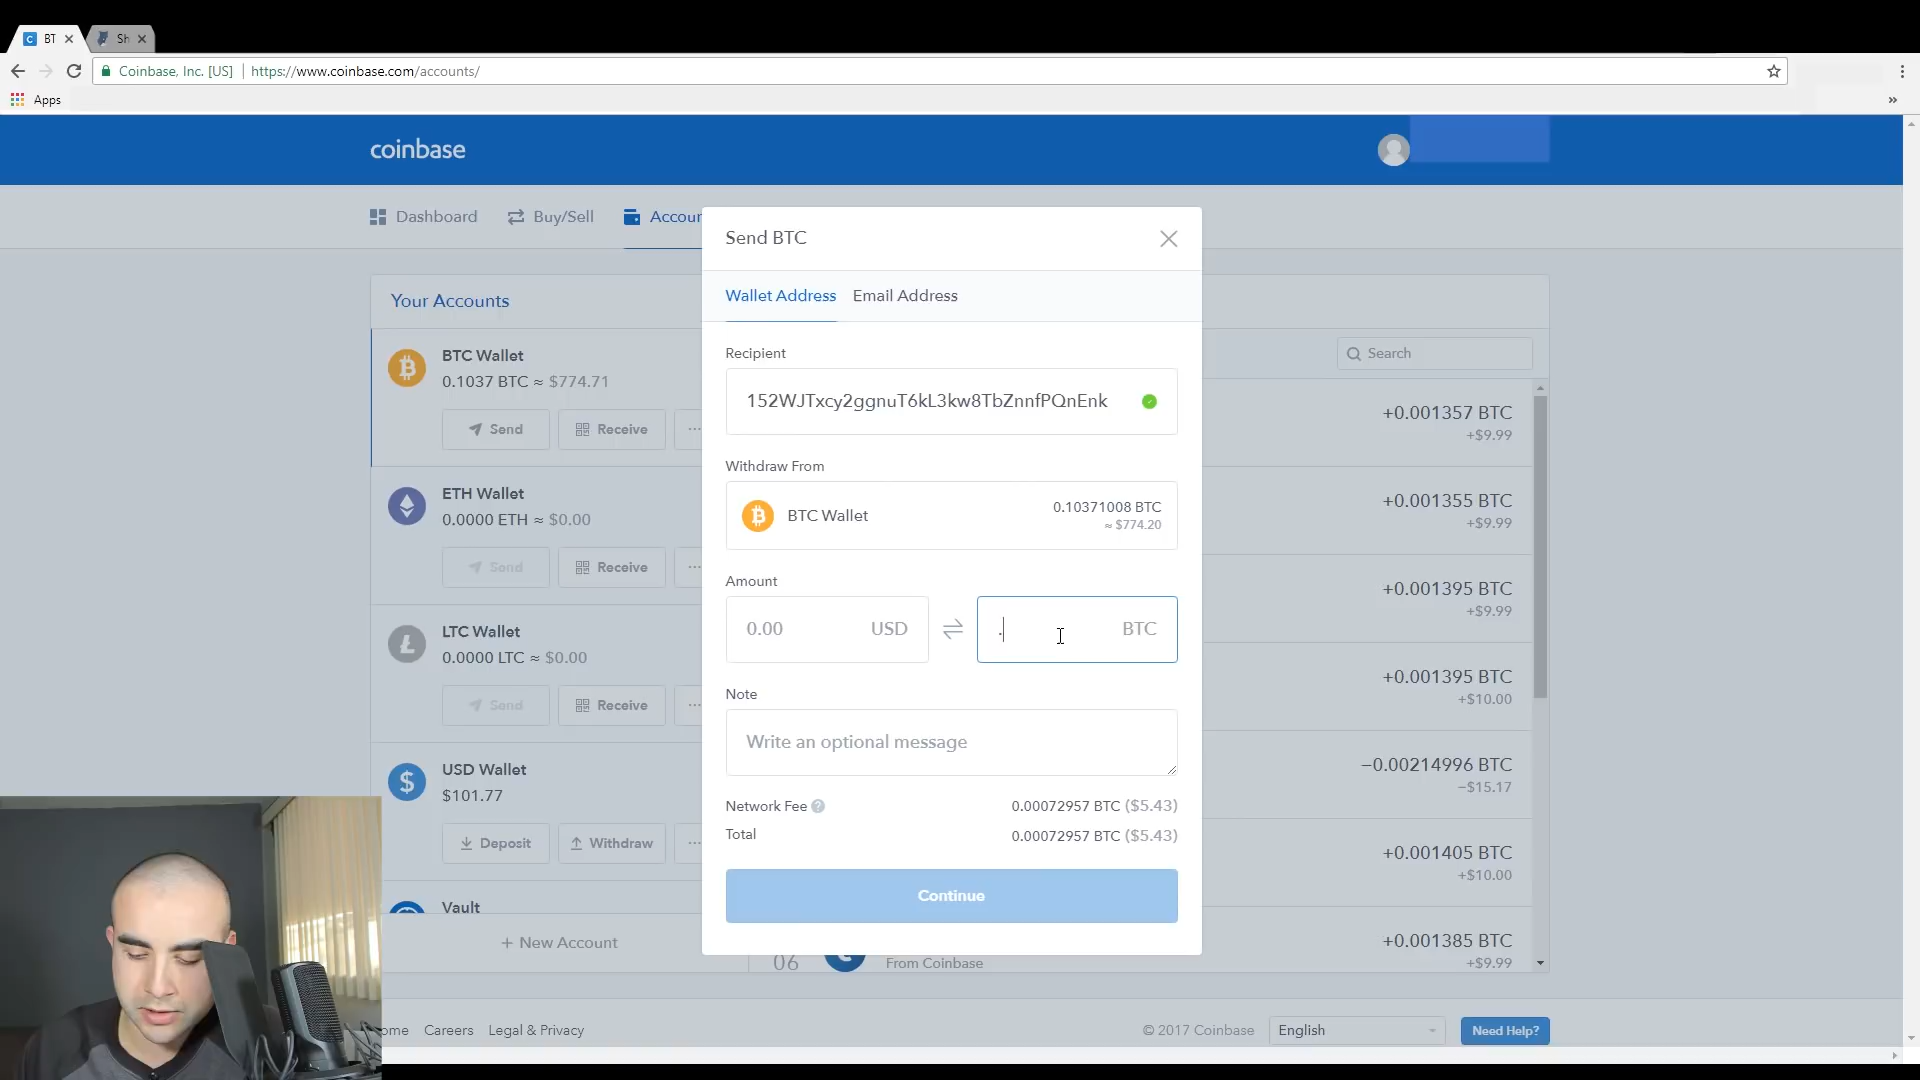 BT
Sh
Coinbase, Inc. [US] https://www.coinbase.com/accounts/
Apps
coinbase
Dashboard Buy/Sell Accour
Your Accounts
BTC Wallet
0.1037 BTC ≈ $774.71
Send Receive
ETH Wallet
0.0000 ETH ≈ $0.00
Send Receive
LTC Wallet
0.0000 LTC ≈ $0.00
Send Receive
USD Wallet
$101.77
Deposit Withdraw
Vault
+ New Account
Send BTC
Wallet Address Email Address
Recipient
152WJTxcy2ggnuT6kL3kw8TbZnnfPQnEnk
Withdraw From
BTC Wallet 0.10371008 BTC
≈ $774.20
Amount
0.00 USD . BTC
Note
Write an optional message
Network Fee ? 0.00072957 BTC ($5.43)
Total 0.00072957 BTC ($5.43)
Continue
06 From Coinbase
Search
+0.001357 BTC
+$9.99
+0.001355 BTC
+$9.99
+0.001395 BTC
+$9.99
+0.001395 BTC
+$10.00
−0.00214996 BTC
−$15.17
+0.001405 BTC
+$10.00
+0.001385 BTC
+$9.99
ome Careers Legal & Privacy
© 2017 Coinbase English Need Help?